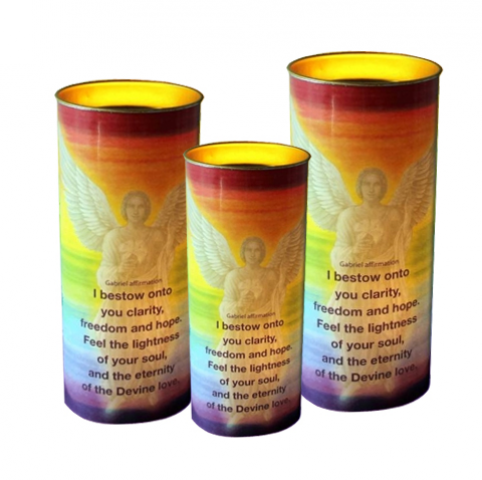 Gabriel affirmation
I bestow onto
you clarity,
freedom and hope.
Feel the lightness
of your soul,
and the eternity
of the Devine love.
Gabriel affirmation
I bestow onto
you clarity,
freedom and hope.
Feel the lightness
of your soul,
and the eternity
of the Devine love.
Gabriel affirmation
I bestow onto
you clarity,
freedom and hope.
Feel the lightness
of your soul,
and the eternity
of the Devine love.